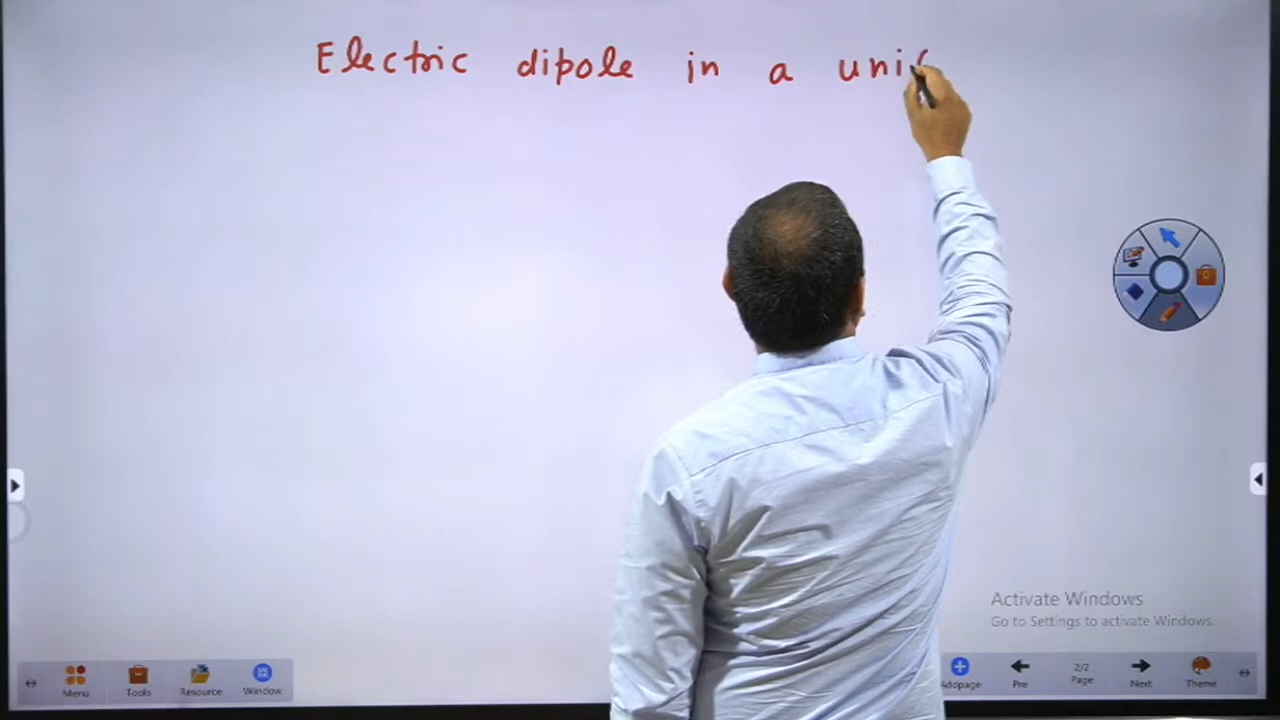 Electric dipole in a unif
Activate Windows
Go to Settings to activate Windows.
Menu Tools Resource Window
Addpage Pre 2/2 Page Next Theme